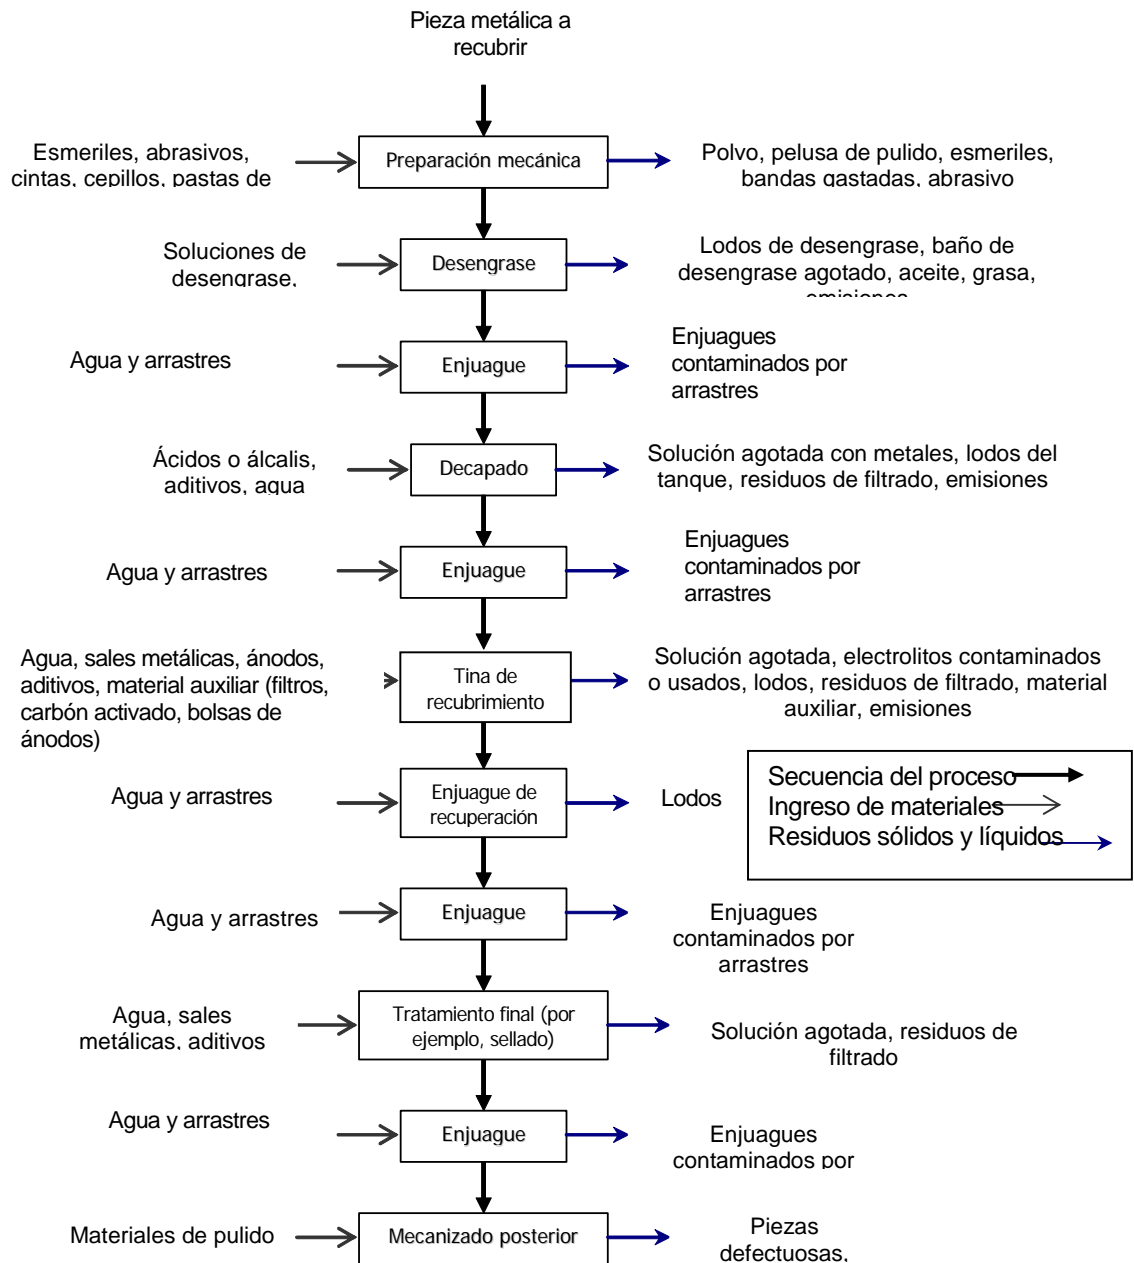 Pieza metálica a
recubrir
Esmeriles, abrasivos,
cintas, cepillos, pastas de
Preparación mecánica
Polvo, pelusa de pulido, esmeriles,
bandas gastadas, abrasivo
Soluciones de
desengrase,
Desengrase
Lodos de desengrase, baño de
desengrase agotado, aceite, grasa,
emisiones
Agua y arrastres
Enjuague
Enjuagues
contaminados por
arrastres
Ácidos o álcalis,
aditivos, agua
Decapado
Solución agotada con metales, lodos del
tanque, residuos de filtrado, emisiones
Agua y arrastres
Enjuague
Enjuagues
contaminados por
arrastres
Agua, sales metálicas, ánodos,
aditivos, material auxiliar (filtros,
carbón activado, bolsas de
ánodos)
Tina de
recubrimiento
Solución agotada, electrolitos contaminados
o usados, lodos, residuos de filtrado, material
auxiliar, emisiones
Agua y arrastres
Enjuague de
recuperación
Lodos
Secuencia del proceso
Ingreso de materiales
Residuos sólidos y líquidos
Agua y arrastres
Enjuague
Enjuagues
contaminados por
arrastres
Agua, sales
metálicas, aditivos
Tratamiento final (por
ejemplo, sellado)
Solución agotada, residuos de
filtrado
Agua y arrastres
Enjuague
Enjuagues
contaminados por
Materiales de pulido
Mecanizado posterior
Piezas
defectuosas,